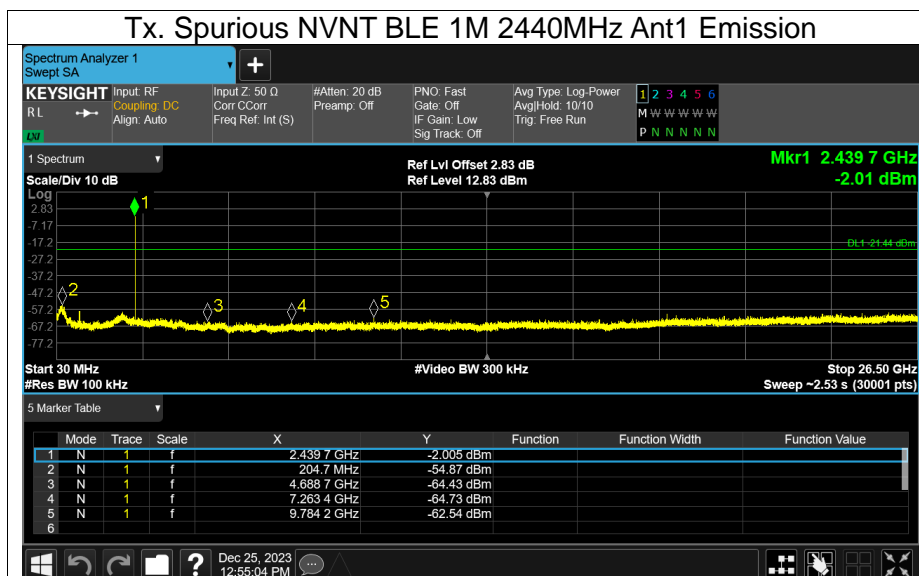 Tx. Spurious NVNT BLE 1M 2440MHz Ant1 Emission
Spectrum Analyzer 1
Swept SA
+
KEYSIGHT Input: RF Input Z: 50 Ω #Atten: 20 dB PNO: Fast Avg Type: Log-Power 1 2 3 4 5 6
R L Coupling: DC Corr CCorr Preamp: Off Gate: Off Avg|Hold: 10/10 M W W W W W
Align: Auto Freq Ref: Int (S) IF Gain: Low Trig: Free Run
LXI Sig Track: Off P N N N N N
1 Spectrum Ref Lvl Offset 2.83 dB Mkr1 2.439 7 GHz
Scale/Div 10 dB Ref Level 12.83 dBm -2.01 dBm
Log
2.83
-7.17
-17.2
DL1 -21.44 dBm
-27.2
-37.2
-47.2
-57.2
-67.2
-77.2
1
2
3
4
5
Start 30 MHz #Video BW 300 kHz Stop 26.50 GHz
#Res BW 100 kHz Sweep ~2.53 s (30001 pts)
5 Marker Table
Mode Trace Scale X Y Function Function Width Function Value
1 N 1 f 2.439 7 GHz -2.005 dBm
2 N 1 f 204.7 MHz -54.87 dBm
3 N 1 f 4.688 7 GHz -64.43 dBm
4 N 1 f 7.263 4 GHz -64.73 dBm
5 N 1 f 9.784 2 GHz -62.54 dBm
6
? Dec 25, 2023
12:55:04 PM